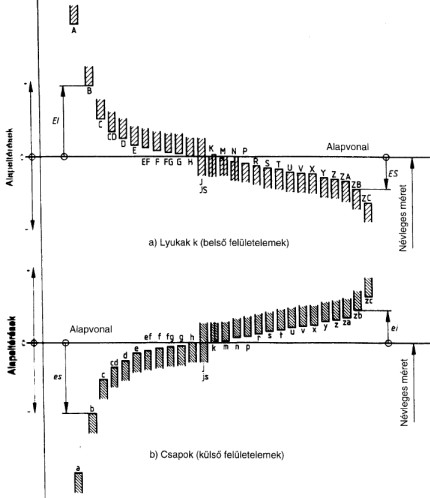 A
B
EI
C
CD
D
E
EF F FG G H
J
JS
K
M
N P
R S T U V X Y Z ZA ZB ZC
Alapvonal
ES
Alapeltérések
Névleges méret
a) Lyukak k (belső felületelemek)
zc
zb
za
z
y
x
v
u
t
s
r
n p
m
k
j
js
ef f fg g h
e
d
cd
c
b
a
ei
es
Alapvonal
Alapeltérések
Névleges méret
b) Csapok (külső felületelemek)